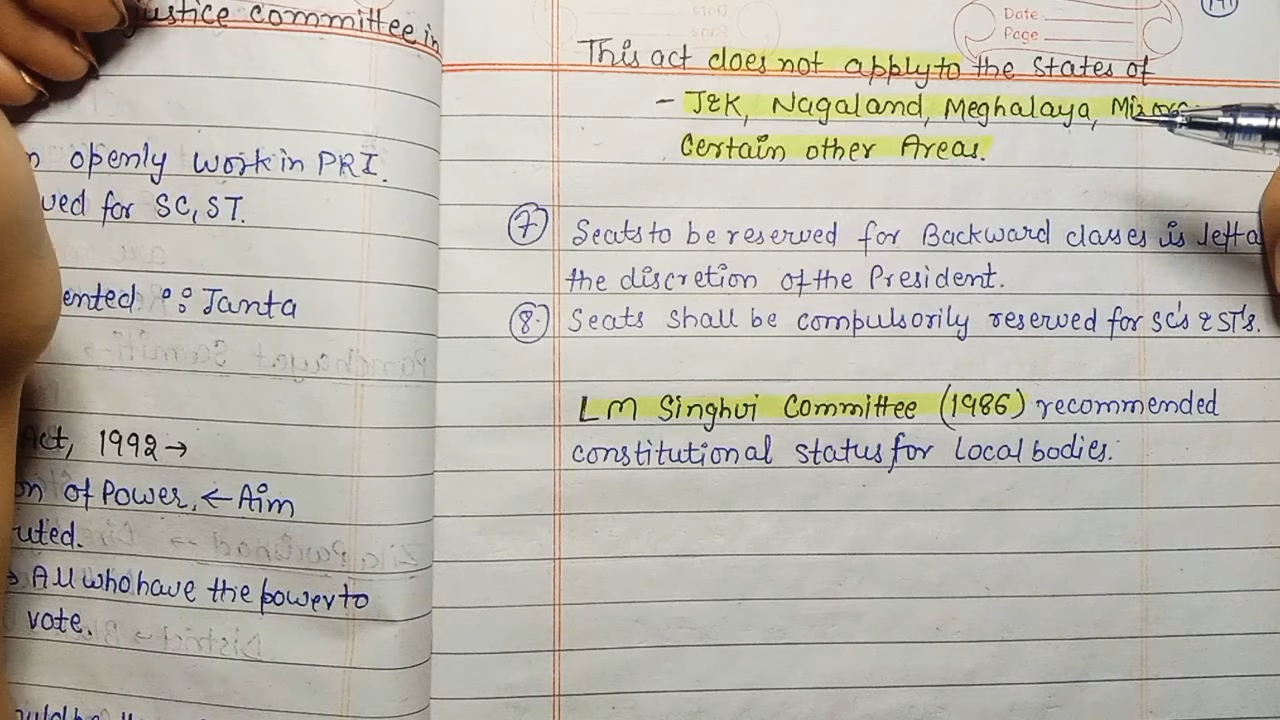 justice committee in
openly work in PRI.
ved for SC, ST.
ented Janta
Act, 1992 →
of Power. ← Aim
uted.
→ All who have the power to
vote.
Date
Page
This act does not apply to the states of
- J&K, Nagaland, Meghalaya,
Certain other Areas.
7 Seats to be reserved for Backward classes is left a
the discretion of the President.
8. Seats shall be compulsorily reserved for SC's & ST's.
LM Singhvi Committee (1986) recommended
constitutional status for local bodies.